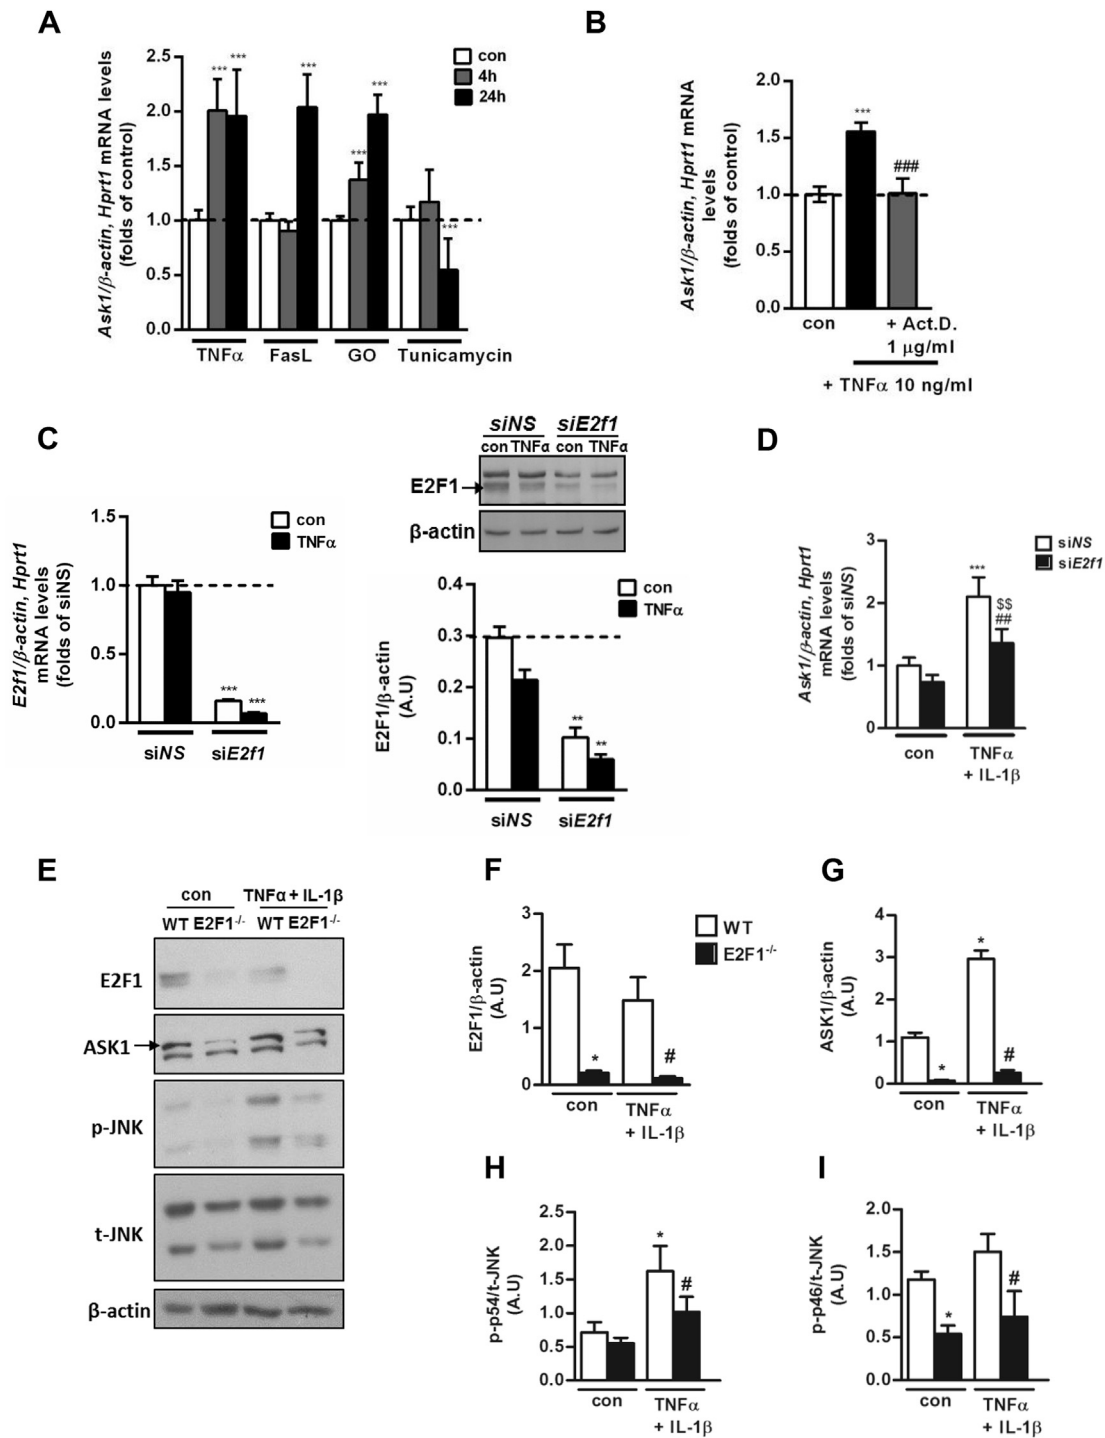 A
Ask1/β-actin, Hprt1 mRNA levels
(folds of control)
2.5
2.0
1.5
1.0
0.5
0.0
*** ***
***
*** ***
***
con
4h
24h
TNFα FasL GO Tunicamycin
B
Ask1/β-actin, Hprt1 mRNA
levels
(folds of control)
2.0
1.5
1.0
0.5
0.0
***
###
con
+ Act.D.
1 μg/ml
+ TNFα 10 ng/ml
C
E2f1/β-actin, Hprt1
mRNA levels
(folds of siNS)
1.5
1.0
0.5
0.0
*** ***
con
TNFα
siNS siE2f1
siNS siE2f1
con TNFα con TNFα
E2F1
β-actin
E2F1/β-actin
(A.U)
0.4
0.3
0.2
0.1
0.0
** **
con
TNFα
siNS siE2f1
D
Ask1/β-actin, Hprt1
mRNA levels
(folds of siNS)
3
2
1
0
***
$$
##
siNS
siE2f1
con TNFα
+ IL-1β
E
con TNFα + IL-1β
WT E2F1-/- WT E2F1-/-
E2F1
ASK1
p-JNK
t-JNK
β-actin
F
E2F1/β-actin
(A.U)
3
2
1
0
* #
WT
E2F1-/-
con TNFα
+ IL-1β
G
ASK1/β-actin
(A.U)
4
3
2
1
0
* * #
con TNFα
+ IL-1β
H
p-p54/t-JNK
(A.U)
2.5
2.0
1.5
1.0
0.5
0.0
* #
con TNFα
+ IL-1β
I
p-p46/t-JNK
(A.U)
2.0
1.5
1.0
0.5
0.0
* #
con TNFα
+ IL-1β